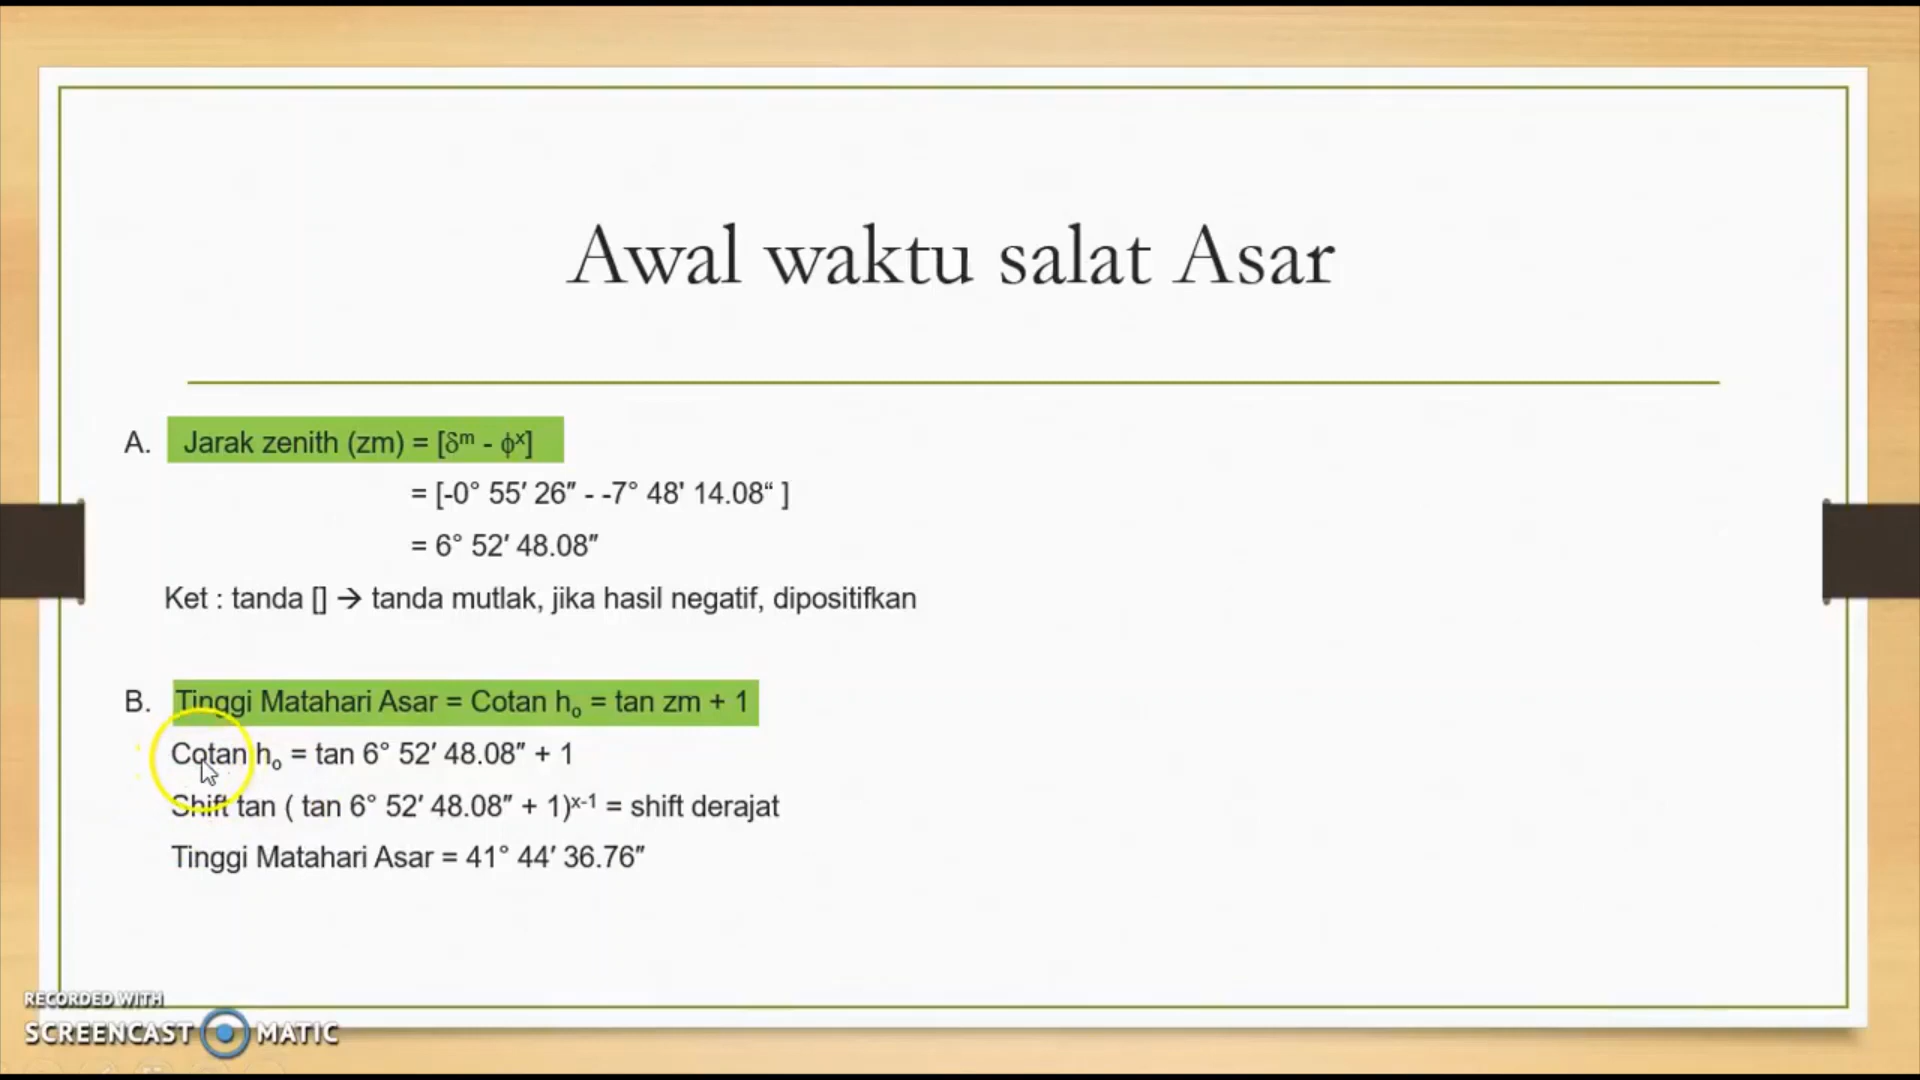 Awal waktu salat Asar
A. Jarak zenith (zm) = [δᵐ - ϕˣ]
= [-0° 55′ 26″ - -7° 48' 14.08“ ]
= 6° 52′ 48.08″
Ket : tanda [] → tanda mutlak, jika hasil negatif, dipositifkan
B. Tinggi Matahari Asar = Cotan hₒ = tan zm + 1
Cotan hₒ = tan 6° 52′ 48.08″ + 1
Shift tan ( tan 6° 52′ 48.08″ + 1)ˣ⁻¹ = shift derajat
Tinggi Matahari Asar = 41° 44′ 36.76″
RECORDED WITH
SCREENCAST MATIC